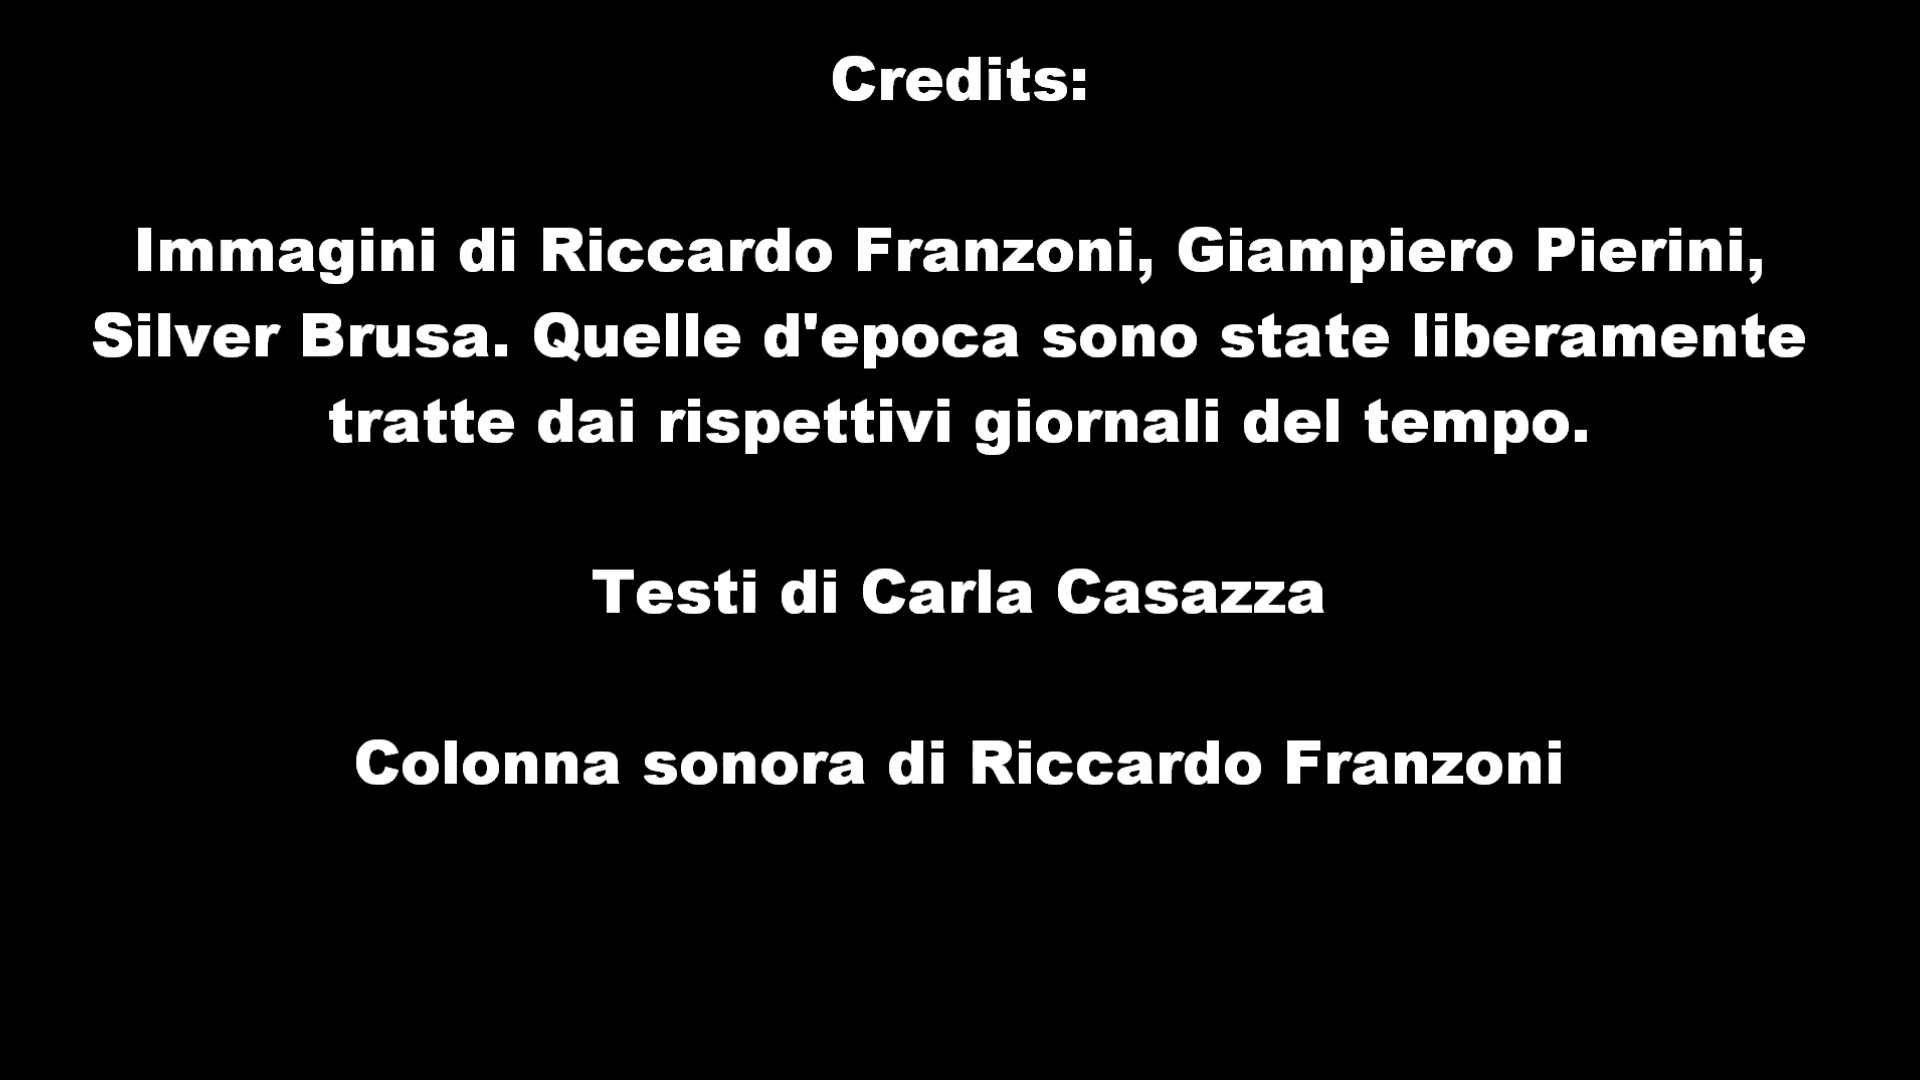 Credits:
Immagini di Riccardo Franzoni, Giampiero Pierini,
Silver Brusa. Quelle d'epoca sono state liberamente
tratte dai rispettivi giornali del tempo.
Testi di Carla Casazza
Colonna sonora di Riccardo Franzoni